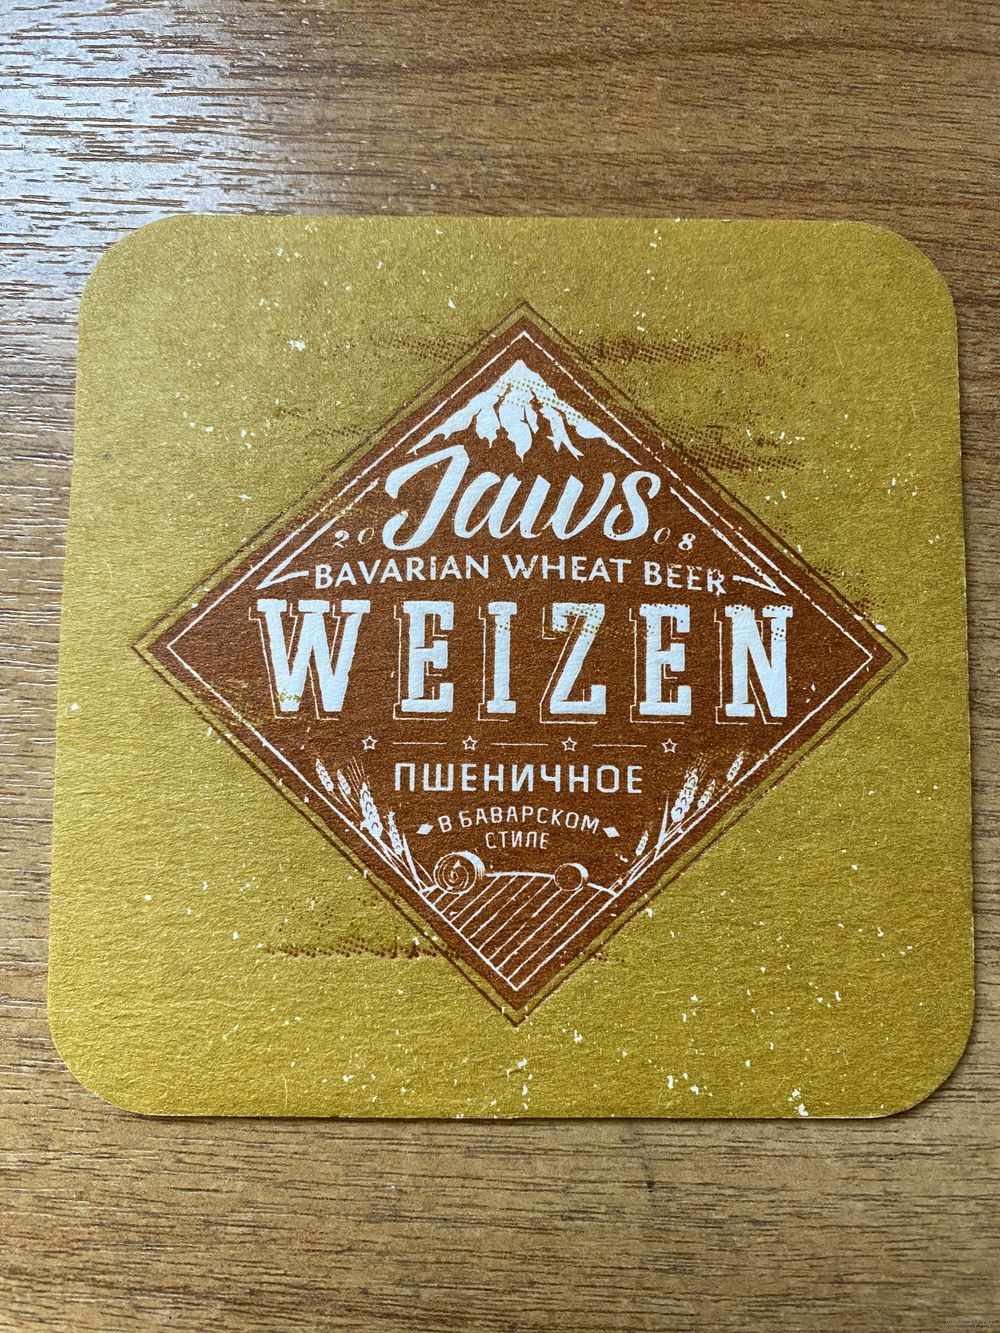 Jaws
2008
BAVARIAN WHEAT BEER
WEIZEN
ПШЕНИЧНОЕ
В БАВАРСКОМ
СТИЛЕ